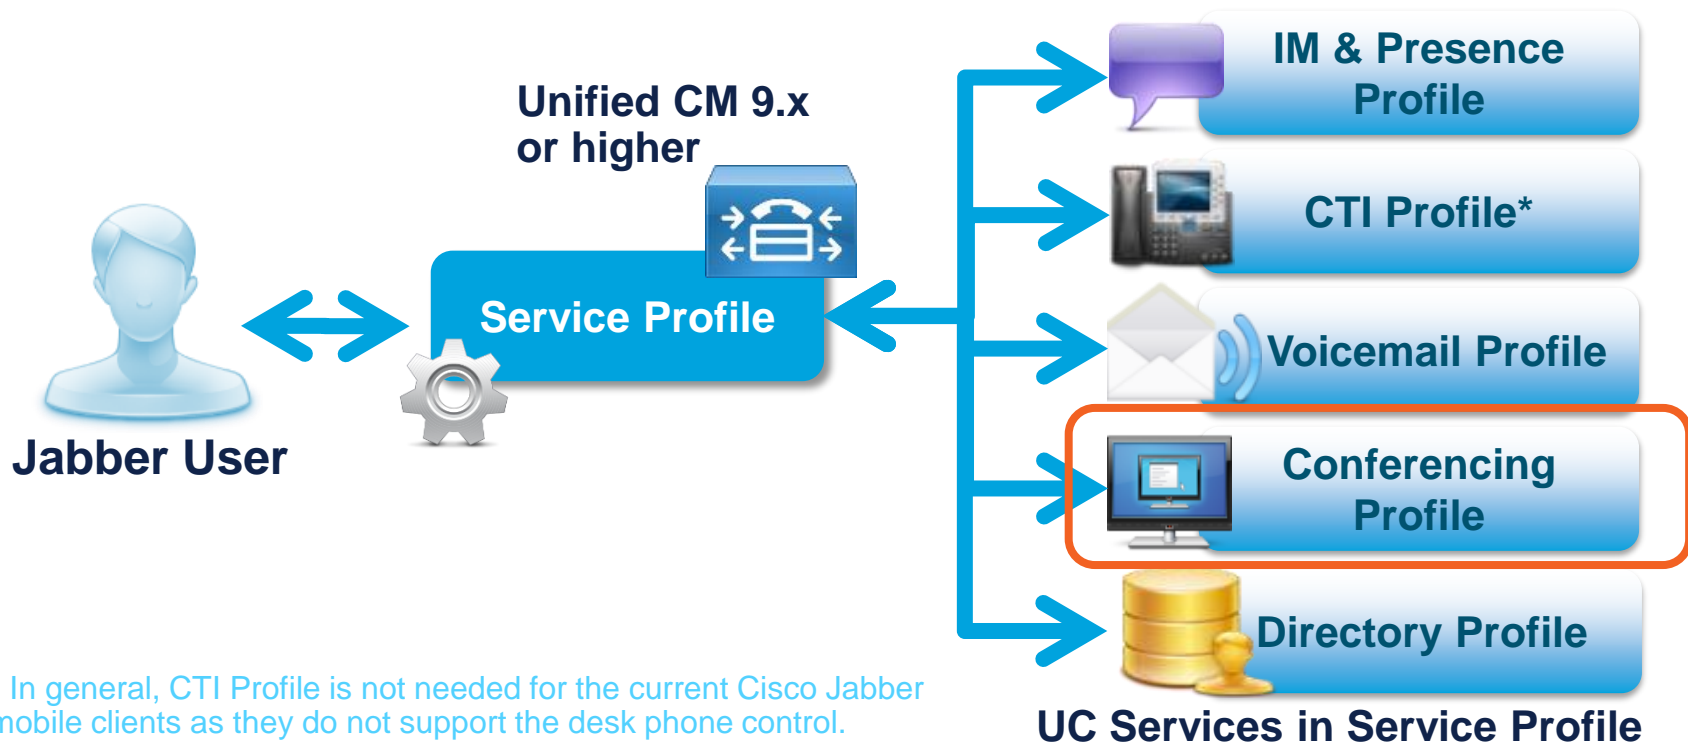 Unified CM 9.x
or higher
Service Profile
Jabber User
IM & Presence
Profile
CTI Profile*
Voicemail Profile
Conferencing
Profile
Directory Profile
UC Services in Service Profile
In general, CTI Profile is not needed for the current Cisco Jabber
mobile clients as they do not support the desk phone control.